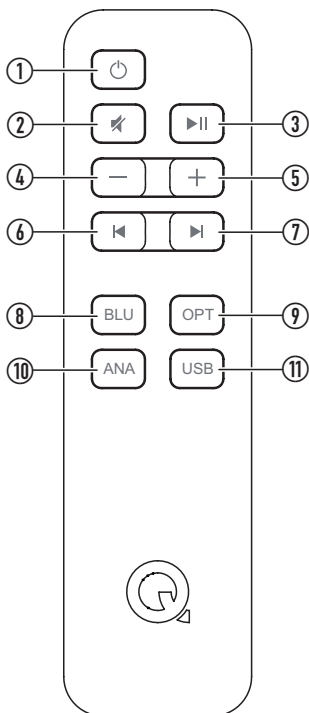 ①
② ③
④ ⑤
⑥ ⑦
⑧ BLU OPT ⑨
⑩ ANA USB ⑪